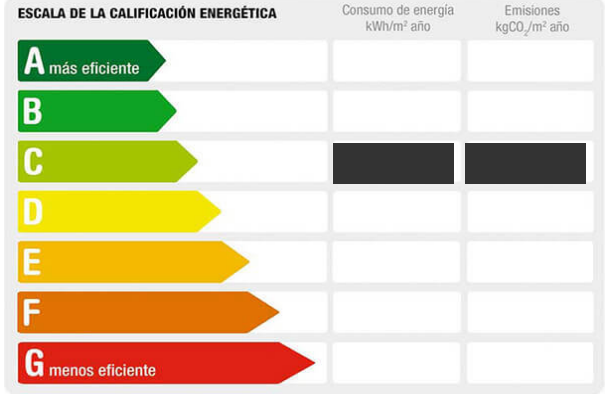 ESCALA DE LA CALIFICACIÓN ENERGÉTICA
Consumo de energía
kWh/m² año
Emisiones
kgCO₂/m² año
A más eficiente
B
C
D
E
F
G menos eficiente